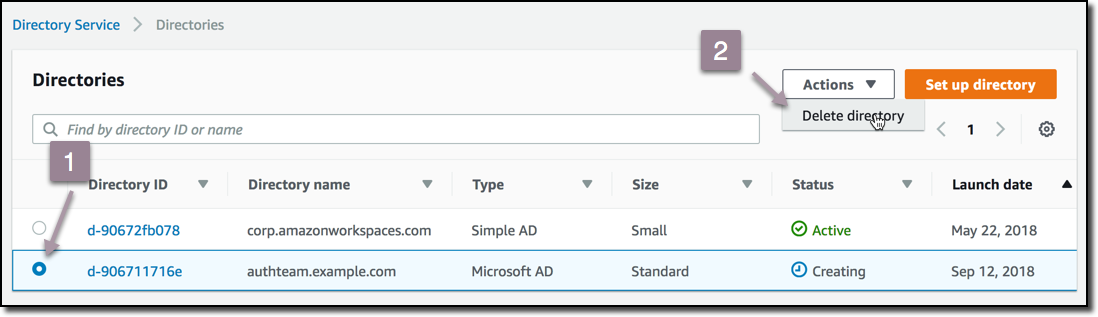 Directory Service > Directories
2
Directories
Actions
Set up directory
Delete directory
Find by directory ID or name
1
1
Directory ID Directory name Type Size Status Launch date
d-90672fb078 corp.amazonworkspaces.com Simple AD Small Active May 22, 2018
d-906711716e authteam.example.com Microsoft AD Standard Creating Sep 12, 2018